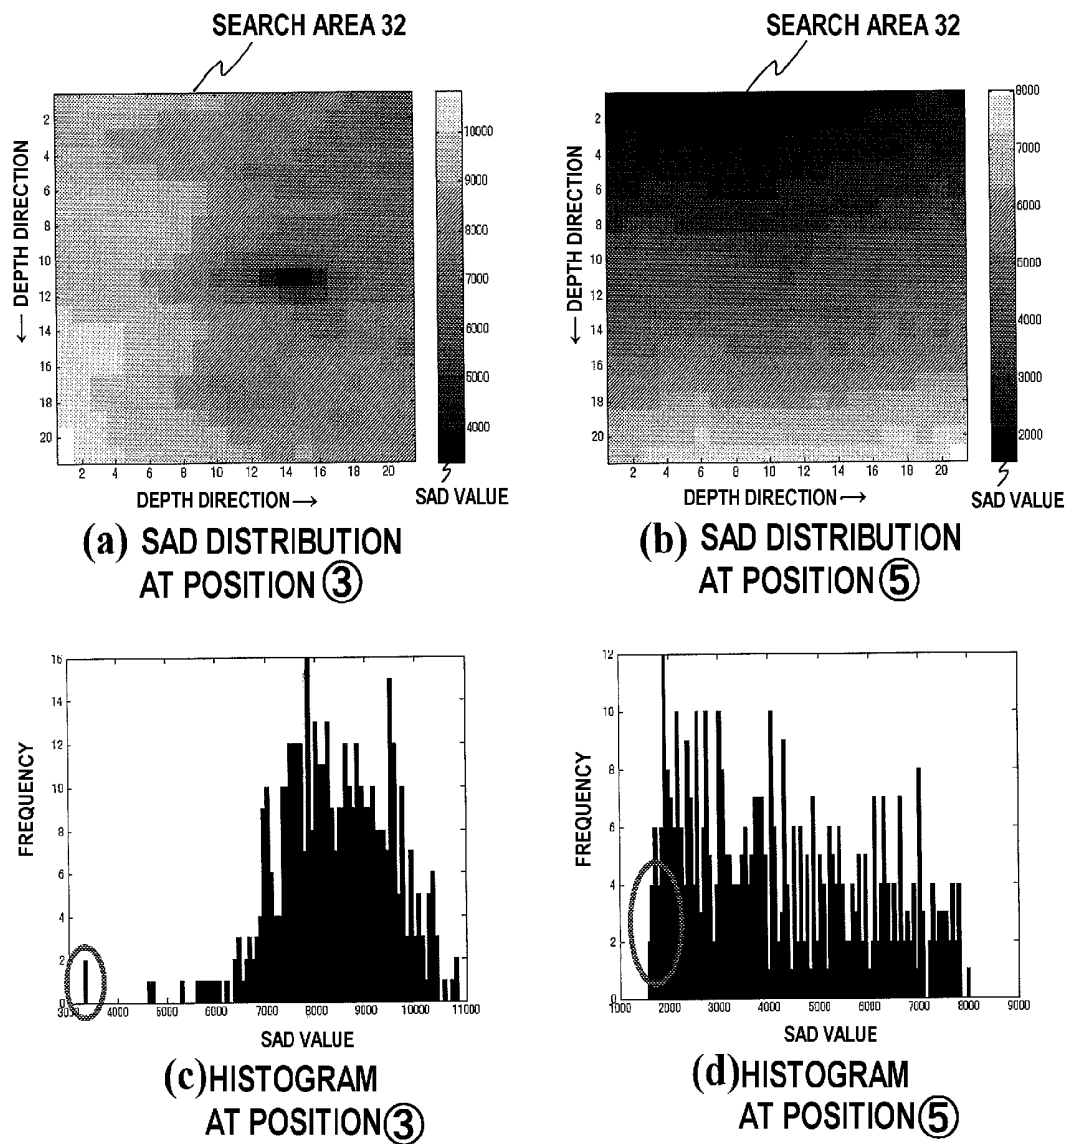 SEARCH AREA 32
2
4
6
8
10
12
14
16
18
20
← DEPTH DIRECTION
2 4 6 8 10 12 14 16 18 20
DEPTH DIRECTION →
10000
9000
8000
7000
6000
5000
4000
SAD VALUE
(a) SAD DISTRIBUTION
AT POSITION ③
SEARCH AREA 32
2
4
6
8
10
12
14
16
18
20
← DEPTH DIRECTION
2 4 6 8 10 12 14 16 18 20
DEPTH DIRECTION →
8000
7000
6000
5000
4000
3000
2000
SAD VALUE
(b) SAD DISTRIBUTION
AT POSITION ⑤
16
14
12
10
8
6
4
2
0
FREQUENCY
3000 4000 5000 6000 7000 8000 9000 10000 11000
SAD VALUE
(c) HISTOGRAM
AT POSITION ③
12
10
8
6
4
2
0
FREQUENCY
1000 2000 3000 4000 5000 6000 7000 8000 9000
SAD VALUE
(d) HISTOGRAM
AT POSITION ⑤